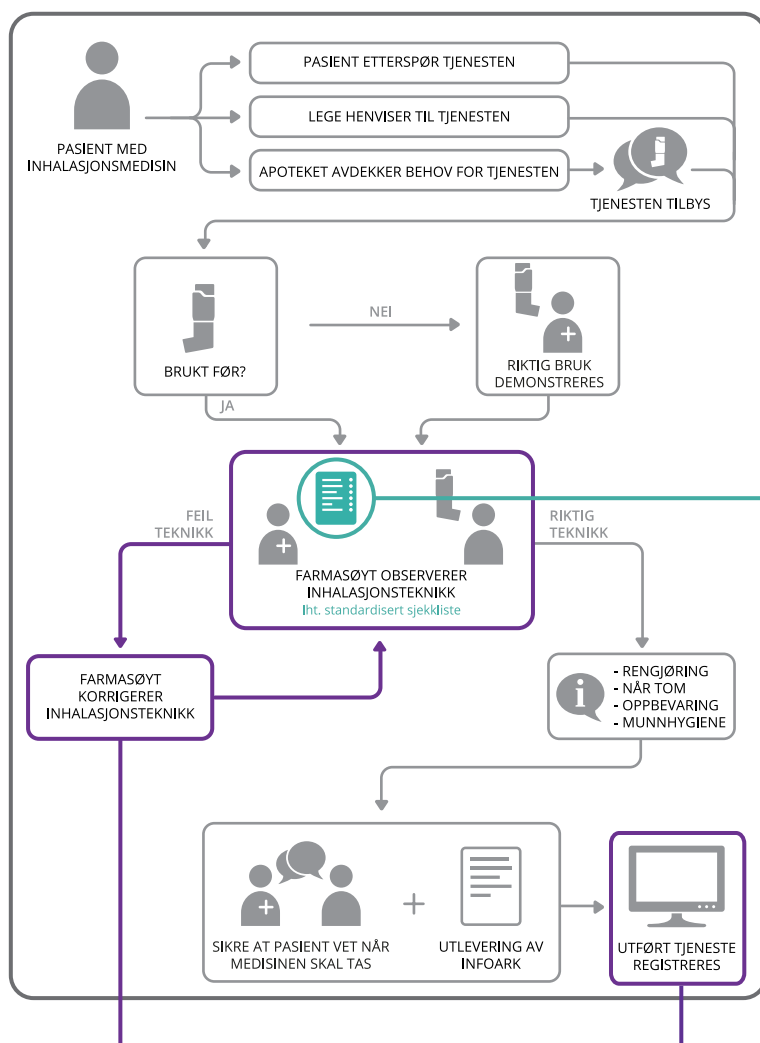 PASIENT MED
INHALASJONSMEDISIN
PASIENT ETTERSPØR TJENESTEN
LEGE HENVISER TIL TJENESTEN
APOTEKET AVDEKKER BEHOV FOR TJENESTEN
TJENESTEN TILBYS
BRUKT FØR?
NEI
RIKTIG BRUK
DEMONSTRERES
JA
FEIL
TEKNIKK
RIKTIG
TEKNIKK
FARMASØYT OBSERVERER
INHALASJONSTEKNIKK
Iht. standardisert sjekkliste
FARMASØYT
KORRIGERER
INHALASJONSTEKNIKK
i
- RENGJØRING
- NÅR TOM
- OPPBEVARING
- MUNNHYGIENE
SIKRE AT PASIENT VET NÅR
MEDISINEN SKAL TAS
+
UTLEVERING AV
INFOARK
UTFØRT TJENESTE
REGISTRERES